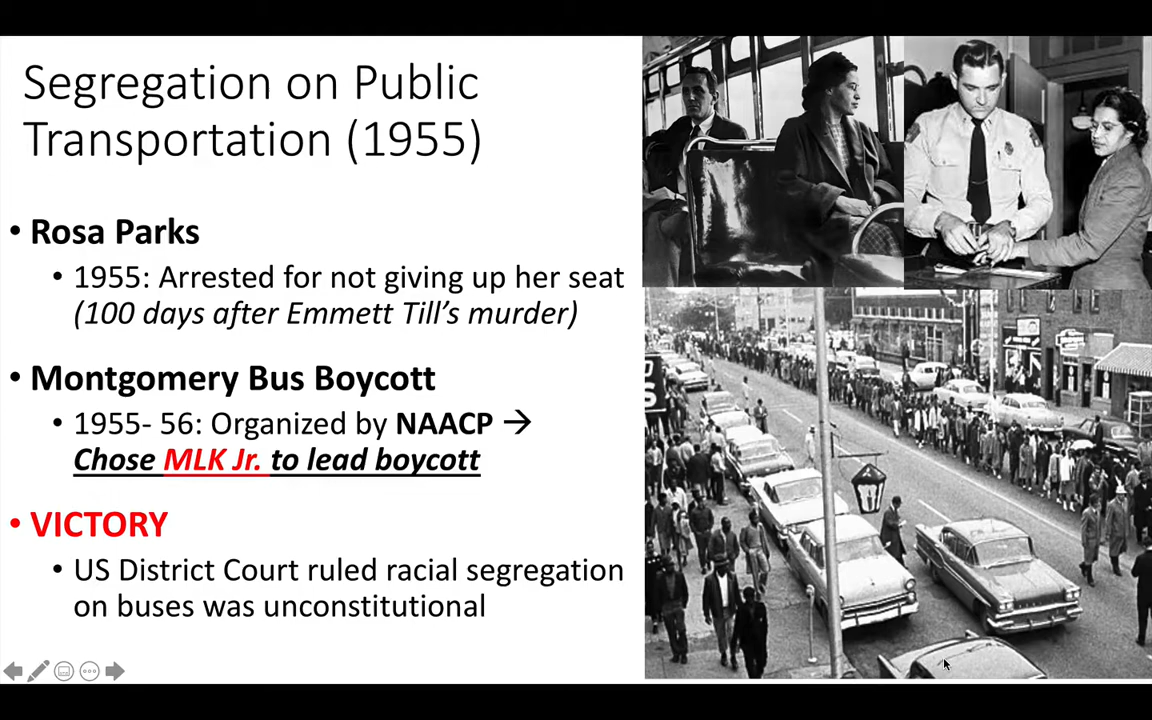 Segregation on Public
Transportation (1955)
• Rosa Parks
• 1955: Arrested for not giving up her seat
(100 days after Emmett Till’s murder)
• Montgomery Bus Boycott
• 1955- 56: Organized by NAACP →
Chose MLK Jr. to lead boycott
• VICTORY
• US District Court ruled racial segregation
on buses was unconstitutional